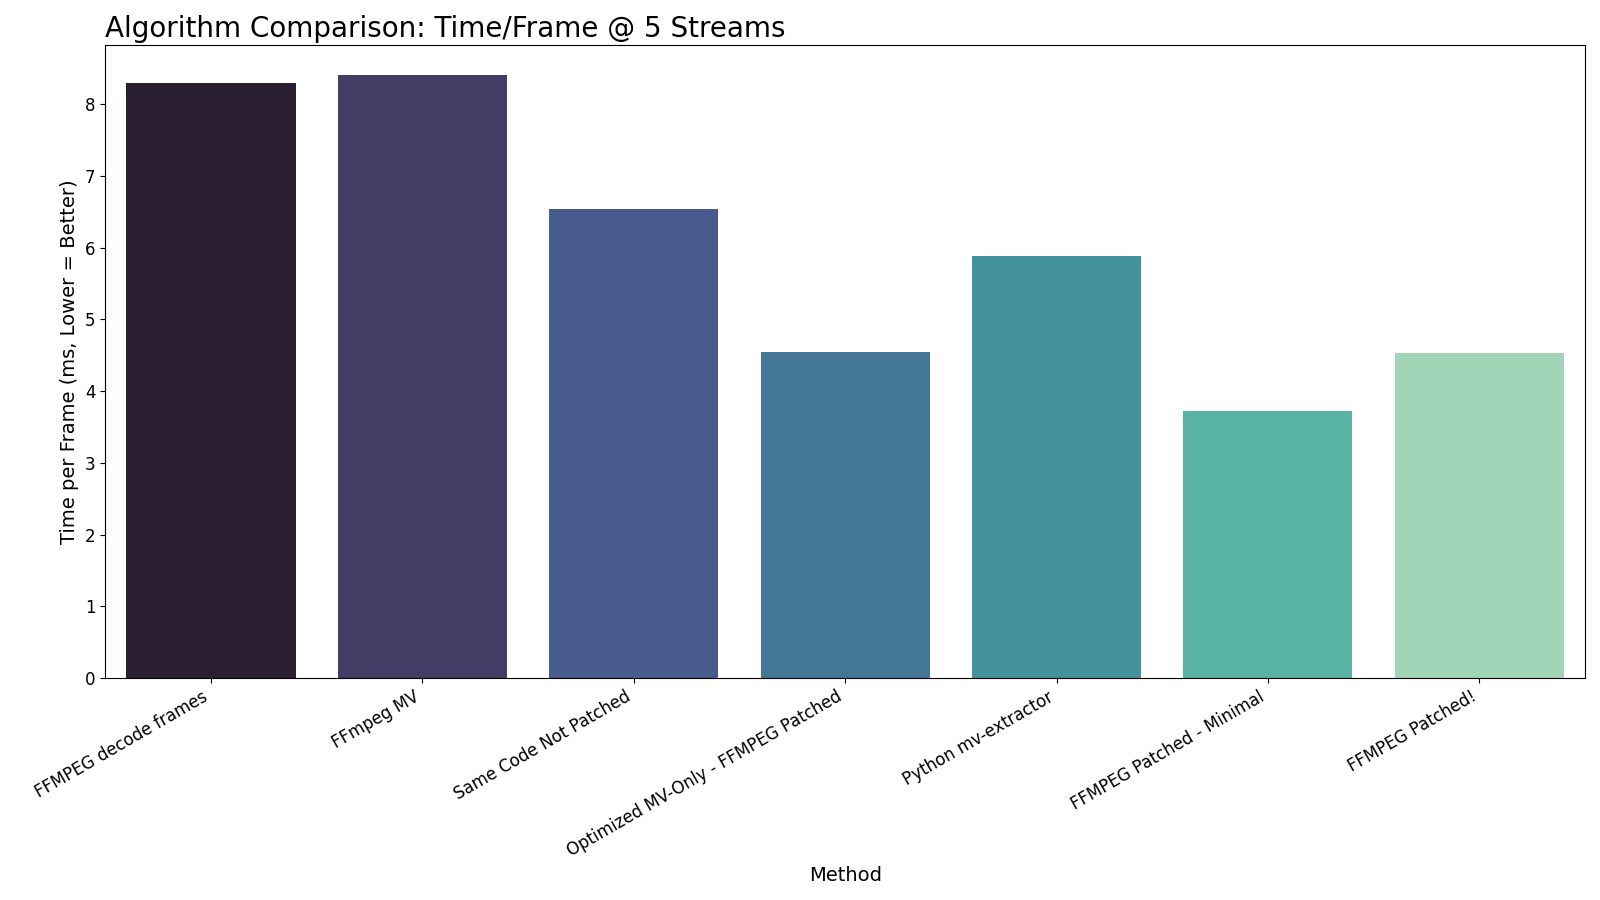 Algorithm Comparison: Time/Frame @ 5 Streams
Time per Frame (ms, Lower = Better)
8
7
6
5
4
3
2
1
0
FFMPEG decode frames
FFmpeg MV
Same Code Not Patched
Optimized MV-Only - FFMPEG Patched
Python mv-extractor
FFMPEG Patched - Minimal
FFMPEG Patched!
Method